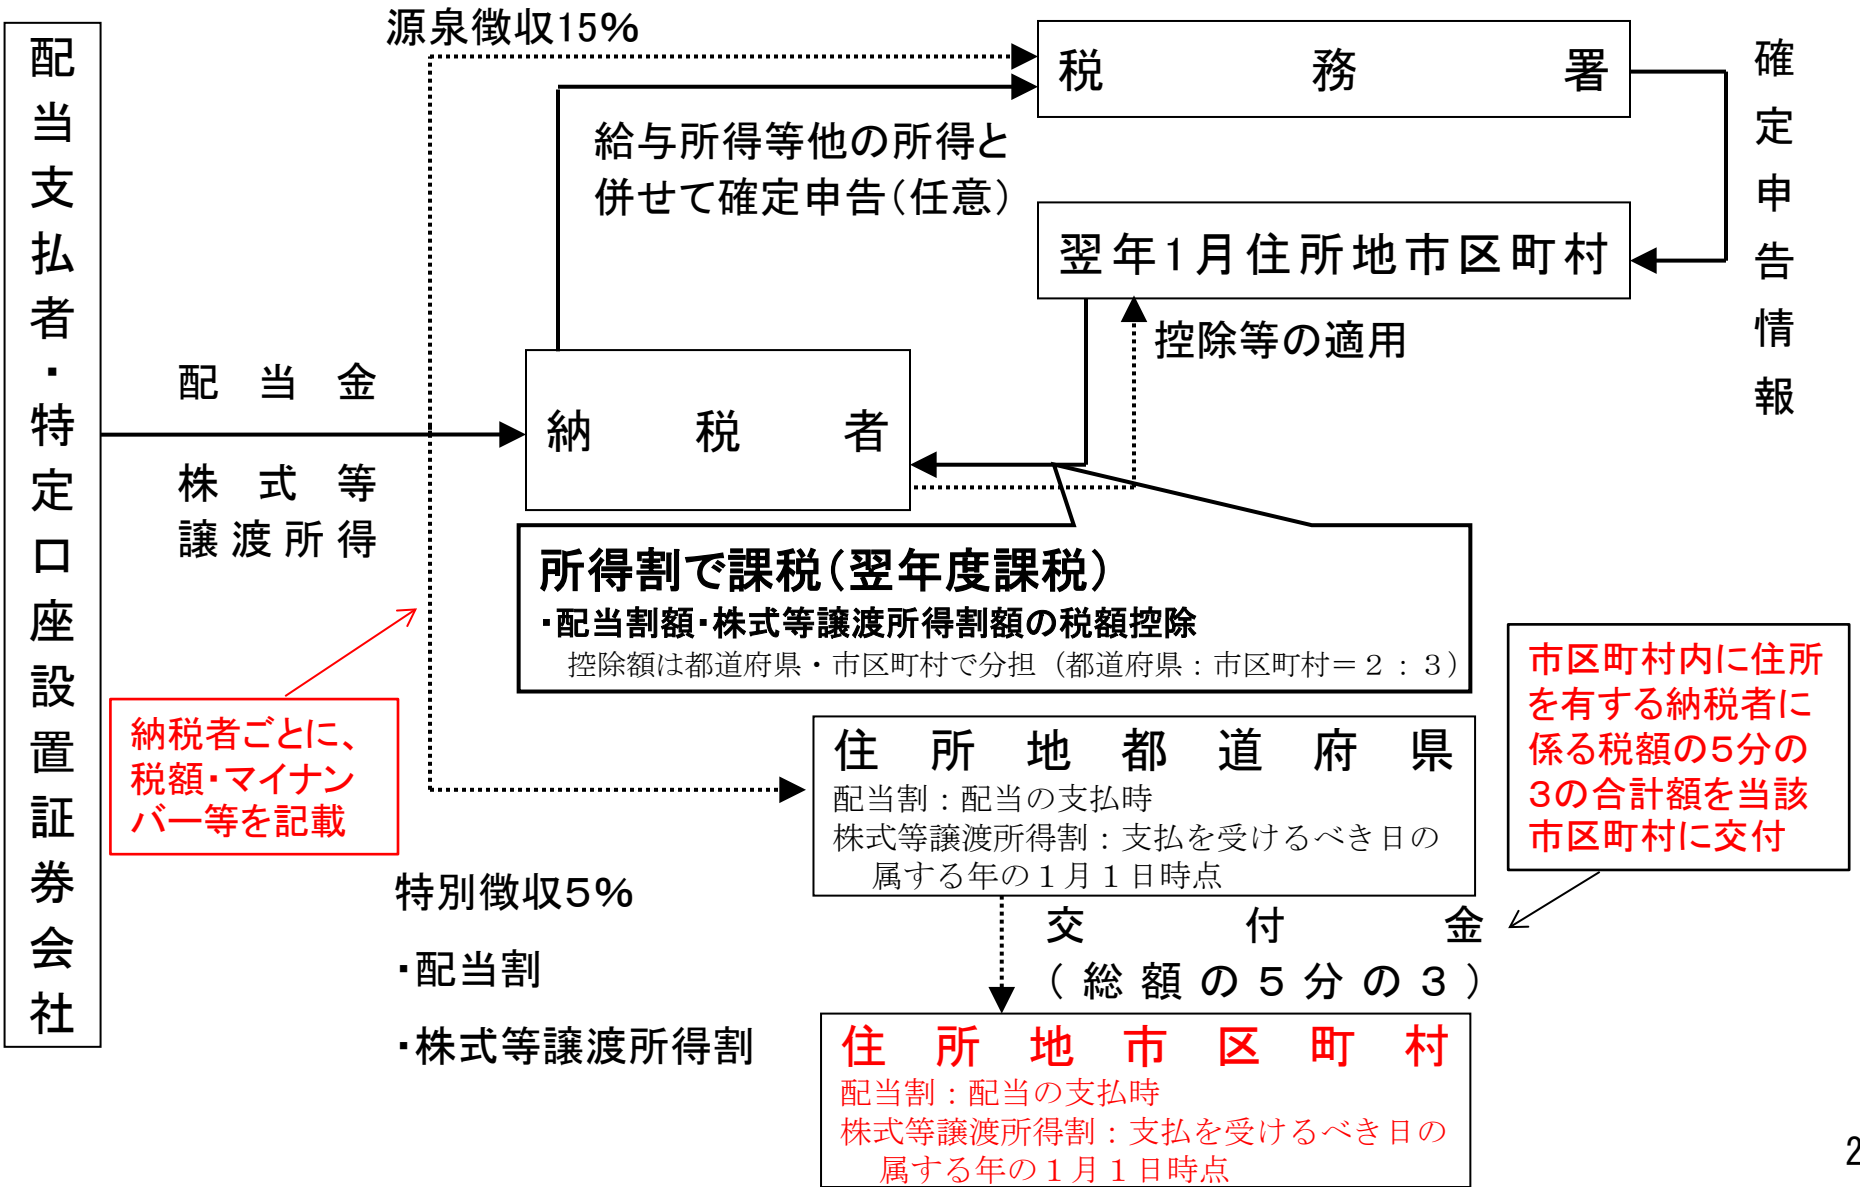 配当支払者・特定口座設置証券会社
源泉徴収15%
税務署
確定申告情報
給与所得等他の所得と
併せて確定申告(任意)
翌年1月住所地市区町村
控除等の適用
配当金
株式等
譲渡所得
納税者
所得割で課税(翌年度課税)
・配当割額・株式等譲渡所得割額の税額控除
控除額は都道府県・市区町村で分担（都道府県：市区町村＝２：３）
納税者ごとに、
税額・マイナン
バー等を記載
市区町村内に住所
を有する納税者に
係る税額の5分の
3の合計額を当該
市区町村に交付
住所地都道府県
配当割：配当の支払時
株式等譲渡所得割：支払を受けるべき日の
属する年の１月１日時点
特別徴収5%
・配当割
・株式等譲渡所得割
交付金
(総額の5分の3)
住所地市区町村
配当割：配当の支払時
株式等譲渡所得割：支払を受けるべき日の
属する年の１月１日時点
2